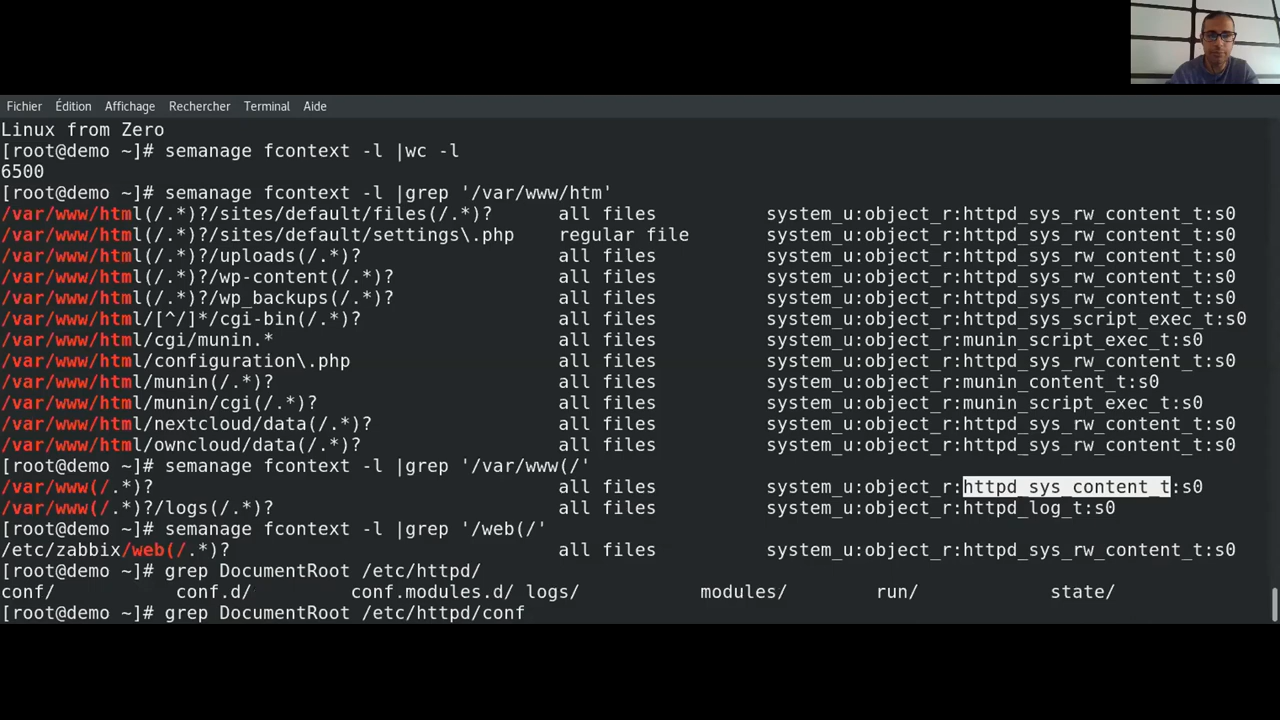 Fichier Édition Affichage Rechercher Terminal Aide
Linux from Zero
[root@demo ~]# semanage fcontext -l |wc -l
6500
[root@demo ~]# semanage fcontext -l |grep '/var/www/htm'
/var/www/html(/.*)?/sites/default/files(/.*)? all files system_u:object_r:httpd_sys_rw_content_t:s0
/var/www/html(/.*)?/sites/default/settings\.php regular file system_u:object_r:httpd_sys_rw_content_t:s0
/var/www/html(/.*)?/uploads(/.*)? all files system_u:object_r:httpd_sys_rw_content_t:s0
/var/www/html(/.*)?/wp-content(/.*)? all files system_u:object_r:httpd_sys_rw_content_t:s0
/var/www/html(/.*)?/wp_backups(/.*)? all files system_u:object_r:httpd_sys_rw_content_t:s0
/var/www/html/[^/]*/cgi-bin(/.*)? all files system_u:object_r:httpd_sys_script_exec_t:s0
/var/www/html/cgi/munin.* all files system_u:object_r:munin_script_exec_t:s0
/var/www/html/configuration\.php all files system_u:object_r:httpd_sys_rw_content_t:s0
/var/www/html/munin(/.*)? all files system_u:object_r:munin_content_t:s0
/var/www/html/munin/cgi(/.*)? all files system_u:object_r:munin_script_exec_t:s0
/var/www/html/nextcloud/data(/.*)? all files system_u:object_r:httpd_sys_rw_content_t:s0
/var/www/html/owncloud/data(/.*)? all files system_u:object_r:httpd_sys_rw_content_t:s0
[root@demo ~]# semanage fcontext -l |grep '/var/www(/'
/var/www(/.*)? all files system_u:object_r:httpd_sys_content_t:s0
/var/www(/.*)?/logs(/.*)? all files system_u:object_r:httpd_log_t:s0
[root@demo ~]# semanage fcontext -l |grep '/web(/'
/etc/zabbix/web(/.*)? all files system_u:object_r:httpd_sys_rw_content_t:s0
[root@demo ~]# grep DocumentRoot /etc/httpd/
conf/ conf.d/ conf.modules.d/ logs/ modules/ run/ state/
[root@demo ~]# grep DocumentRoot /etc/httpd/conf